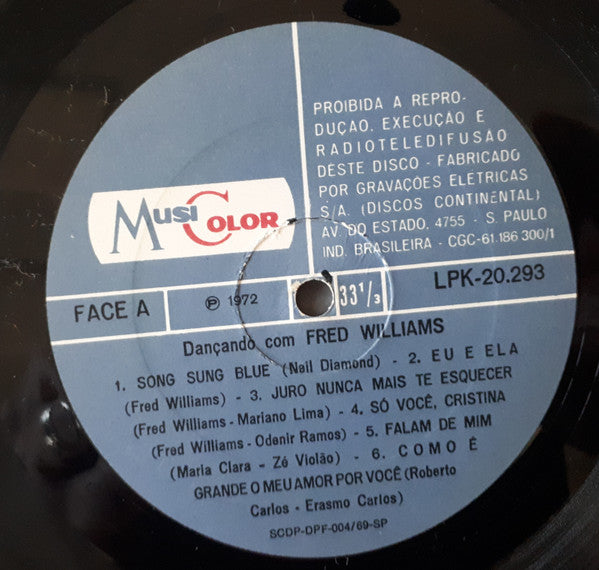 PROIBIDA A REPRO-
DUÇAO, EXECUÇÃO E
RADIOTELEDIFUSÃO
DESTE DISCO - FABRICADO
POR GRAVAÇÕES ELETRICAS
S/A. (DISCOS CONTINENTAL)
AV. DO ESTADO, 4755 - S. PAULO
IND. BRASILEIRA - CGC-61.186.300/1
MUSICOLOR
FACE A
℗ 1972
33 1/3
LPK-20.293
Dançando com FRED WILLIAMS
1. SONG SUNG BLUE (Neil Diamond) - 2. EU E ELA
(Fred Williams) - 3. JURO NUNCA MAIS TE ESQUECER
(Fred Williams - Mariano Lima) - 4. SÓ VOCÊ, CRISTINA
(Fred Williams - Odenir Ramos) - 5. FALAM DE MIM
(Maria Clara - Zé Violão) - 6. COMO É
GRANDE O MEU AMOR POR VOCÊ (Roberto
Carlos - Erasmo Carlos)
SCDP-DPF-004/69-SP